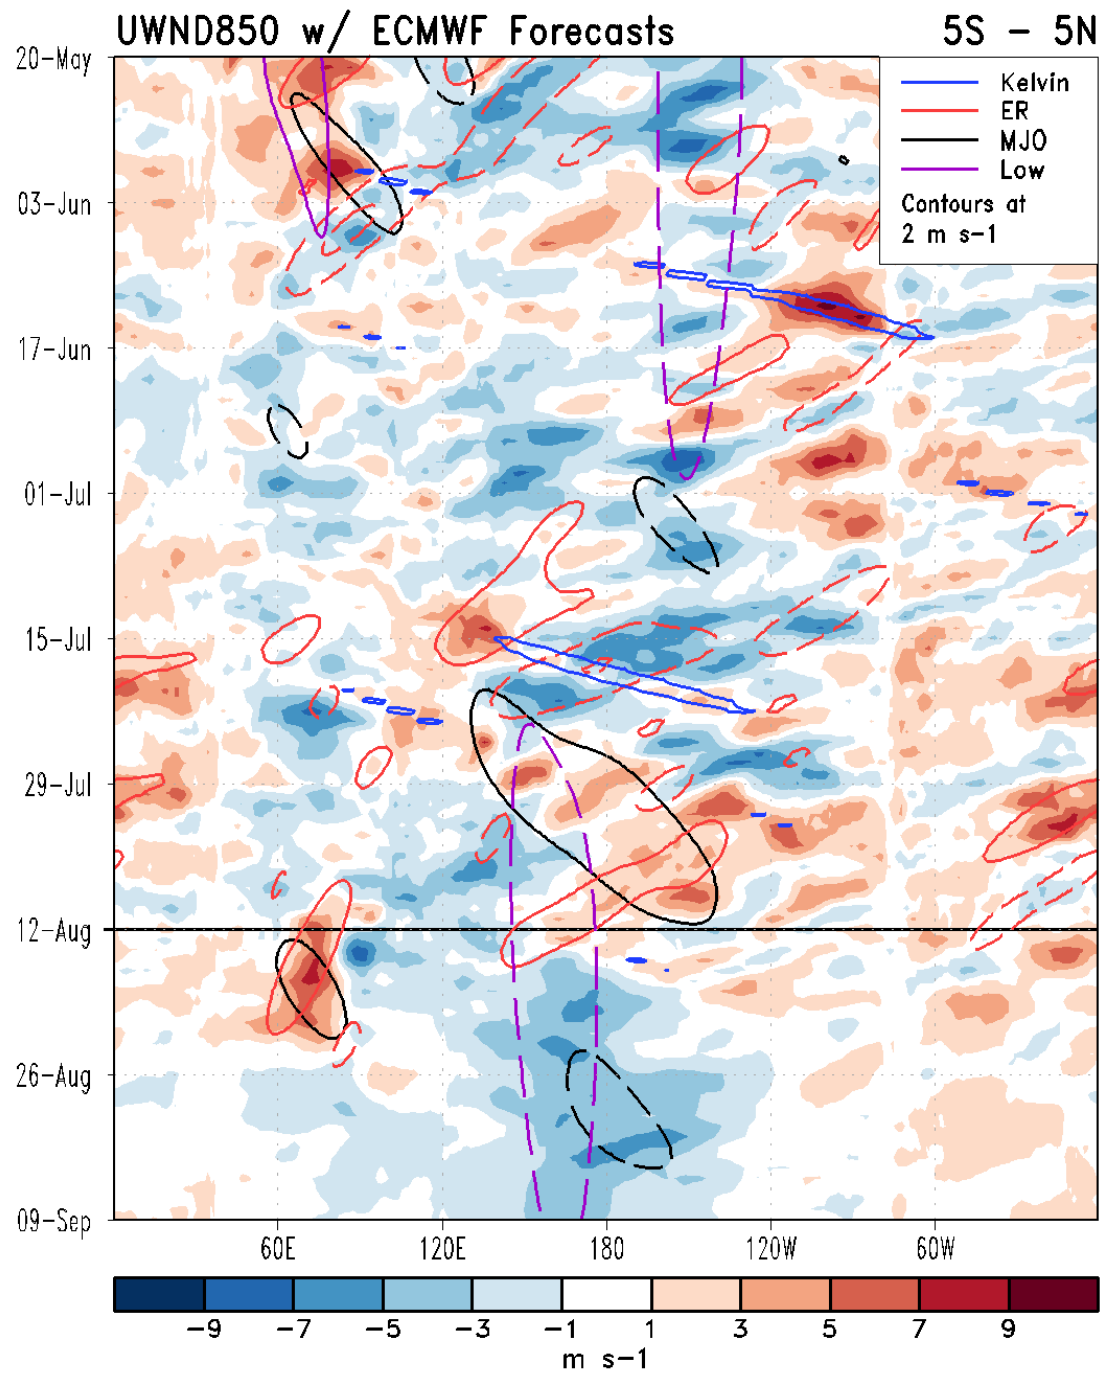 UWND850 w/ ECMWF Forecasts 5S - 5N
20-May
03-Jun
17-Jun
01-Jul
15-Jul
29-Jul
12-Aug
26-Aug
09-Sep
Kelvin
ER
MJO
Low
Contours at
2 m s-1
60E 120E 180 120W 60W
-9 -7 -5 -3 -1 1 3 5 7 9
m s-1